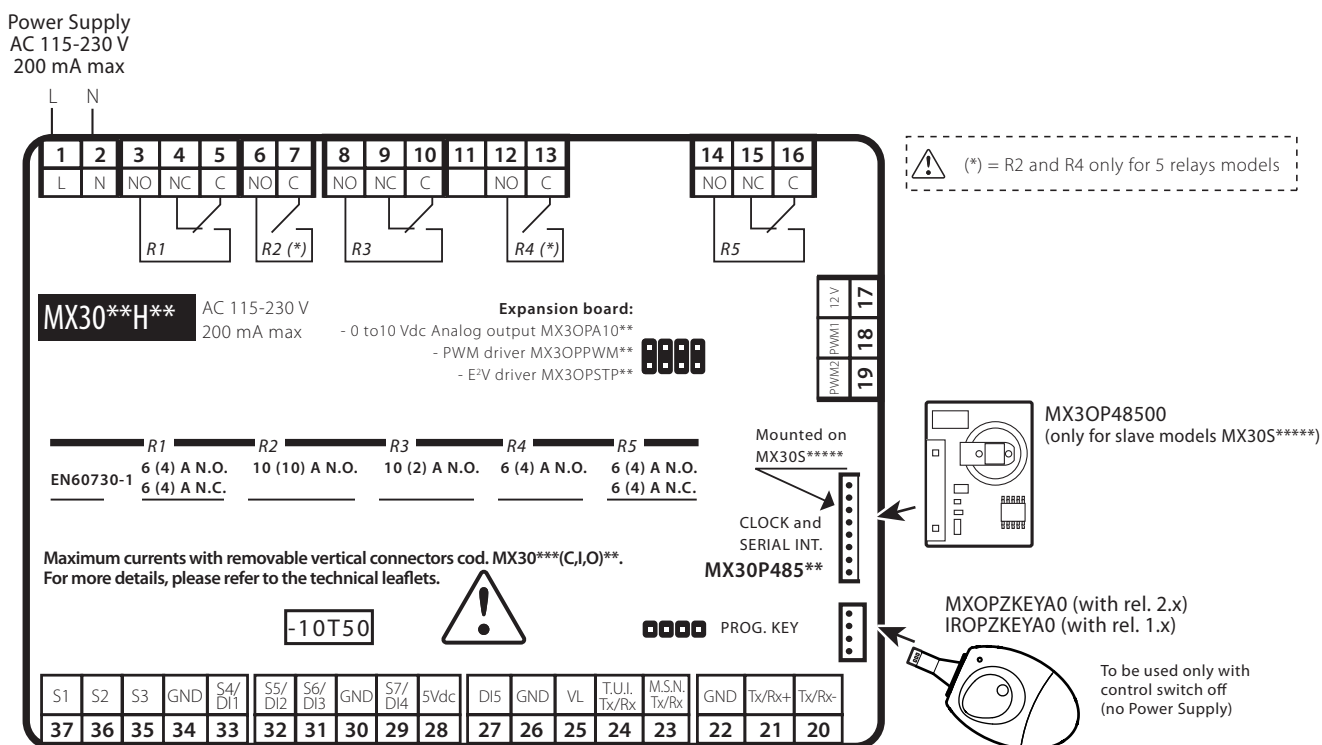 Power Supply
AC 115-230 V
200 mA max
L N
1 2 3 4 5 6 7 8 9 10 11 12 13 14 15 16
L N NO NC C NO C NO NC C NO C NO NC C
(*) = R2 and R4 only for 5 relays models
R1 R2 (*) R3 R4 (*) R5
MX30**H**
AC 115-230 V
200 mA max
Expansion board:
- 0 to10 Vdc Analog output MX3OPA10**
- PWM driver MX3OPPWM**
- E²V driver MX3OPSTP**
12 V 17
PWM1 18
PWM2 19
MX3OP48500
(only for slave models MX30S*****)
R1 R2 R3 R4 R5
EN60730-1
6 (4) A N.O. 10 (10) A N.O. 10 (2) A N.O. 6 (4) A N.O. 6 (4) A N.O.
6 (4) A N.C. 6 (4) A N.C.
Mounted on
MX30S*****
CLOCK and
SERIAL INT.
MX30P485**
Maximum currents with removable vertical connectors cod. MX30***(C,I,O)**.
For more details, please refer to the technical leaflets.
!
-10T50
PROG. KEY
MXOPZKEYA0 (with rel. 2.x)
IROPZKEYA0 (with rel. 1.x)
To be used only with
control switch off
(no Power Supply)
S1 S2 S3 GND S4/DI1 S5/DI2 S6/DI3 GND S7/DI4 5Vdc DI5 GND VL T.U.I. Tx/Rx M.S.N. Tx/Rx GND Tx/Rx+ Tx/Rx-
37 36 35 34 33 32 31 30 29 28 27 26 25 24 23 22 21 20